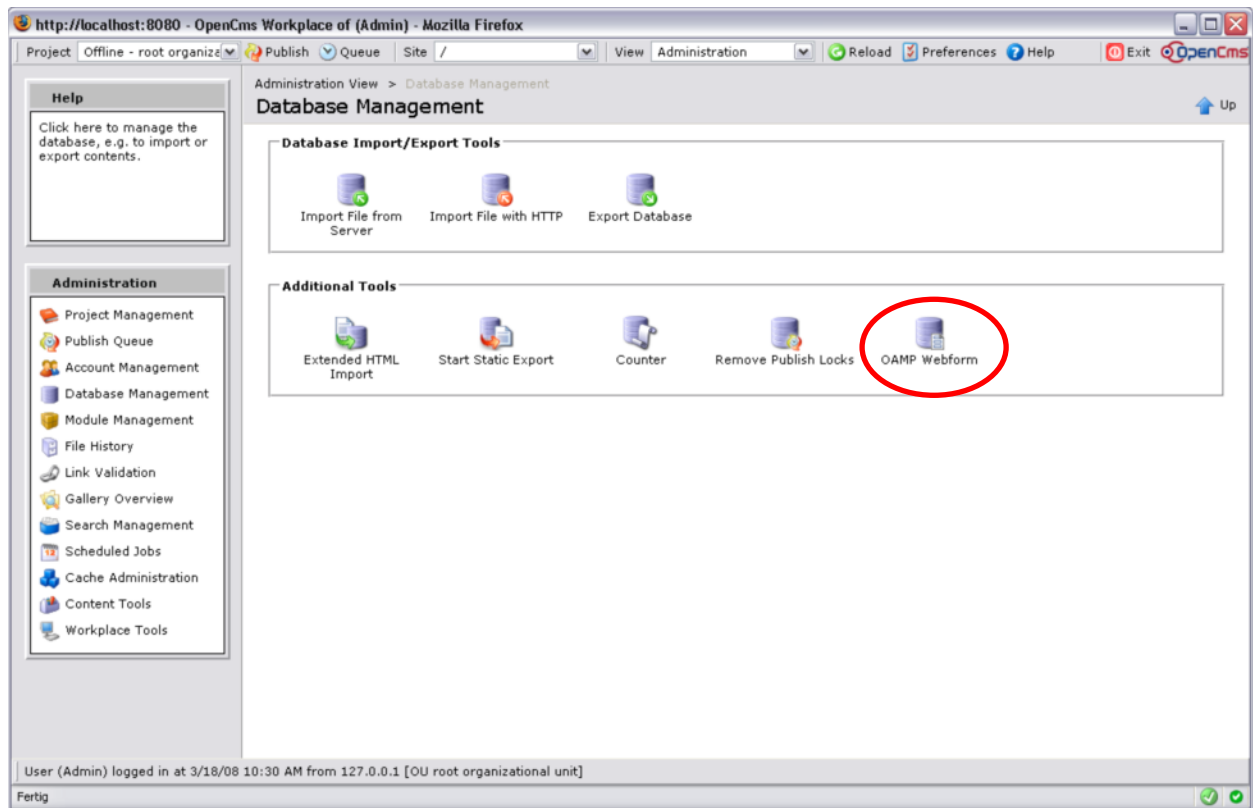 http://localhost:8080 - OpenCms Workplace of (Admin) - Mozilla Firefox
Project Offline - root organiza Publish Queue Site / View Administration Reload Preferences Help Exit OpenCms
Help
Click here to manage the
database, e.g. to import or
export contents.
Administration
Project Management
Publish Queue
Account Management
Database Management
Module Management
File History
Link Validation
Gallery Overview
Search Management
Scheduled Jobs
Cache Administration
Content Tools
Workplace Tools
Administration View > Database Management
Database Management
Up
Database Import/Export Tools
Import File from
Server
Import File with HTTP
Export Database
Additional Tools
Extended HTML
Import
Start Static Export
Counter
Remove Publish Locks
OAMP Webform
User (Admin) logged in at 3/18/08 10:30 AM from 127.0.0.1 [OU root organizational unit]
Fertig